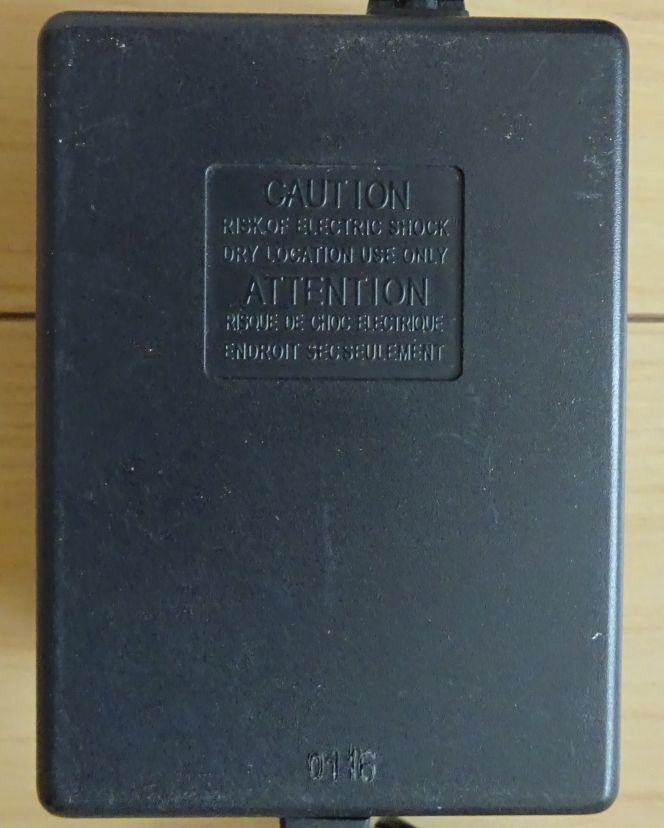 CAUTION
RISK OF ELECTRIC SHOCK
DRY LOCATION USE ONLY
ATTENTION
RISQUE DE CHOC ELECTRIQUE
ENDROIT SEC SEULEMENT
0116